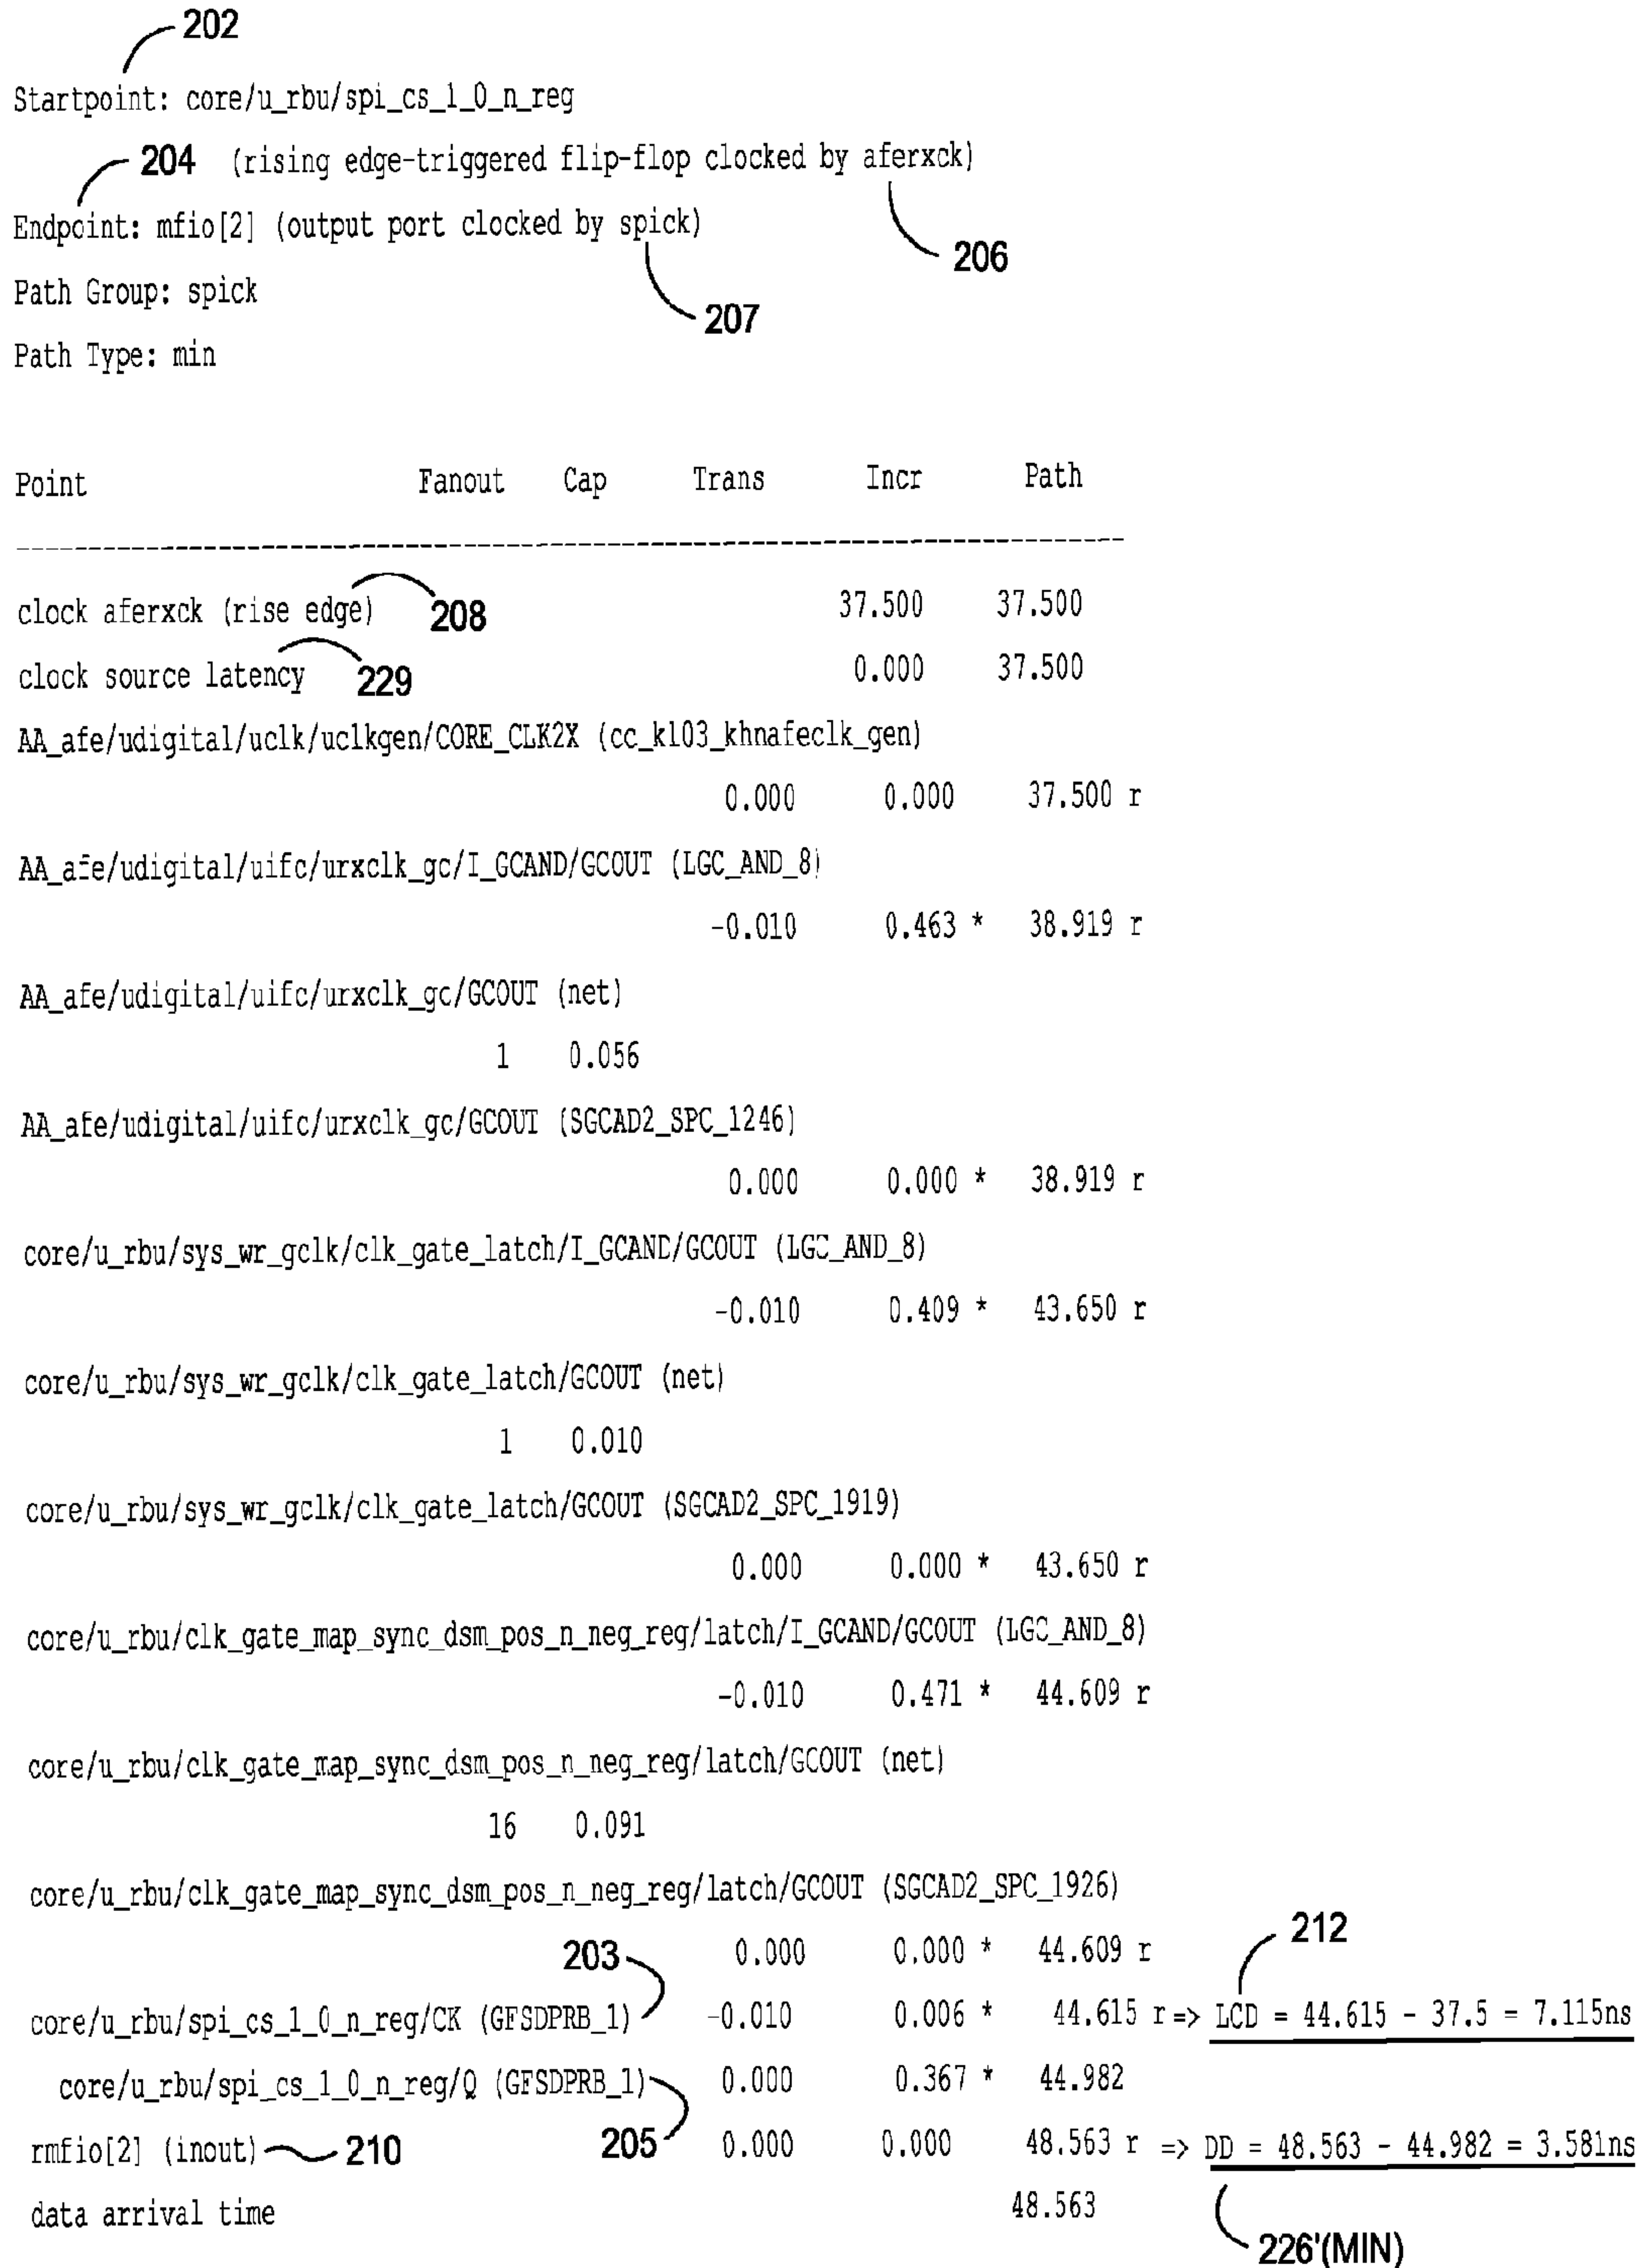 202
Startpoint: core/u_rbu/spi_cs_1_0_n_reg
204 (rising edge-triggered flip-flop clocked by aferxck)
Endpoint: mfio[2] (output port clocked by spick)
206
Path Group: spick
207
Path Type: min
Point Fanout Cap Trans Incr Path
--------------------------------------------------------------------------------
clock aferxck (rise edge) 208 37.500 37.500
clock source latency 229 0.000 37.500
AA_afe/udigital/uclk/uclkgen/CORE_CLK2X (cc_kl03_khnafeclk_gen)
0.000 0.000 37.500 r
AA_afe/udigital/uifc/urxclk_gc/I_GCAND/GCOUT (LGC_AND_8)
-0.010 0.463 * 38.919 r
AA_afe/udigital/uifc/urxclk_gc/GCOUT (net)
1 0.056
AA_afe/udigital/uifc/urxclk_gc/GCOUT (SGCAD2_SPC_1246)
0.000 0.000 * 38.919 r
core/u_rbu/sys_wr_gclk/clk_gate_latch/I_GCAND/GCOUT (LGC_AND_8)
-0.010 0.409 * 43.650 r
core/u_rbu/sys_wr_gclk/clk_gate_latch/GCOUT (net)
1 0.010
core/u_rbu/sys_wr_gclk/clk_gate_latch/GCOUT (SGCAD2_SPC_1919)
0.000 0.000 * 43.650 r
core/u_rbu/clk_gate_map_sync_dsm_pos_n_neg_reg/latch/I_GCAND/GCOUT (LGC_AND_8)
-0.010 0.471 * 44.609 r
core/u_rbu/clk_gate_map_sync_dsm_pos_n_neg_reg/latch/GCOUT (net)
16 0.091
core/u_rbu/clk_gate_map_sync_dsm_pos_n_neg_reg/latch/GCOUT (SGCAD2_SPC_1926)
212
203 0.000 0.000 * 44.609 r
core/u_rbu/spi_cs_1_0_n_reg/CK (GFSDPRB_1) -0.010 0.006 * 44.615 r => LCD = 44.615 - 37.5 = 7.115ns
core/u_rbu/spi_cs_1_0_n_reg/Q (GFSDPRB_1) 0.000 0.367 * 44.982
rmfio[2] (inout) 210 205 0.000 0.000 48.563 r => DD = 48.563 - 44.982 = 3.581ns
data arrival time 48.563
226'(MIN)